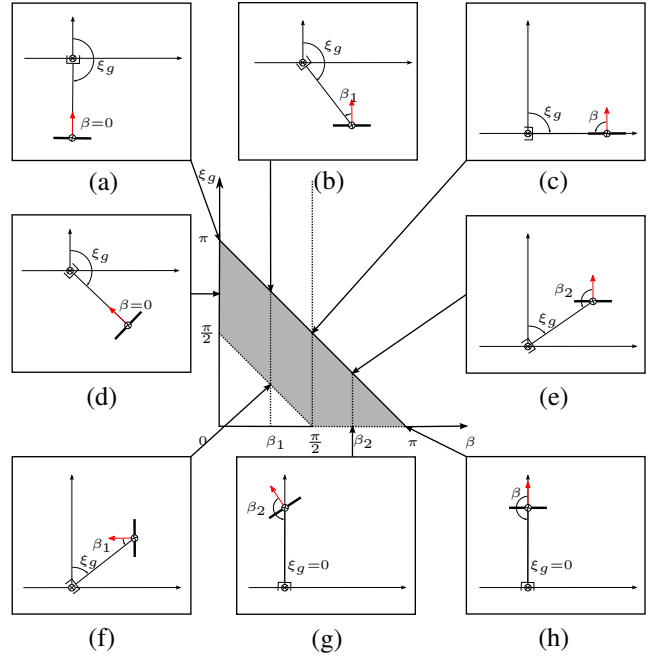 ξg
β=0
(a)
ξg
β1
(b)
ξg
β
(c)
ξg
β=0
(d)
ξg
π
π/2
0
β1
π/2
β2
π
β
β2
ξg
(e)
β1
ξg
(f)
β2
ξg=0
(g)
β
ξg=0
(h)